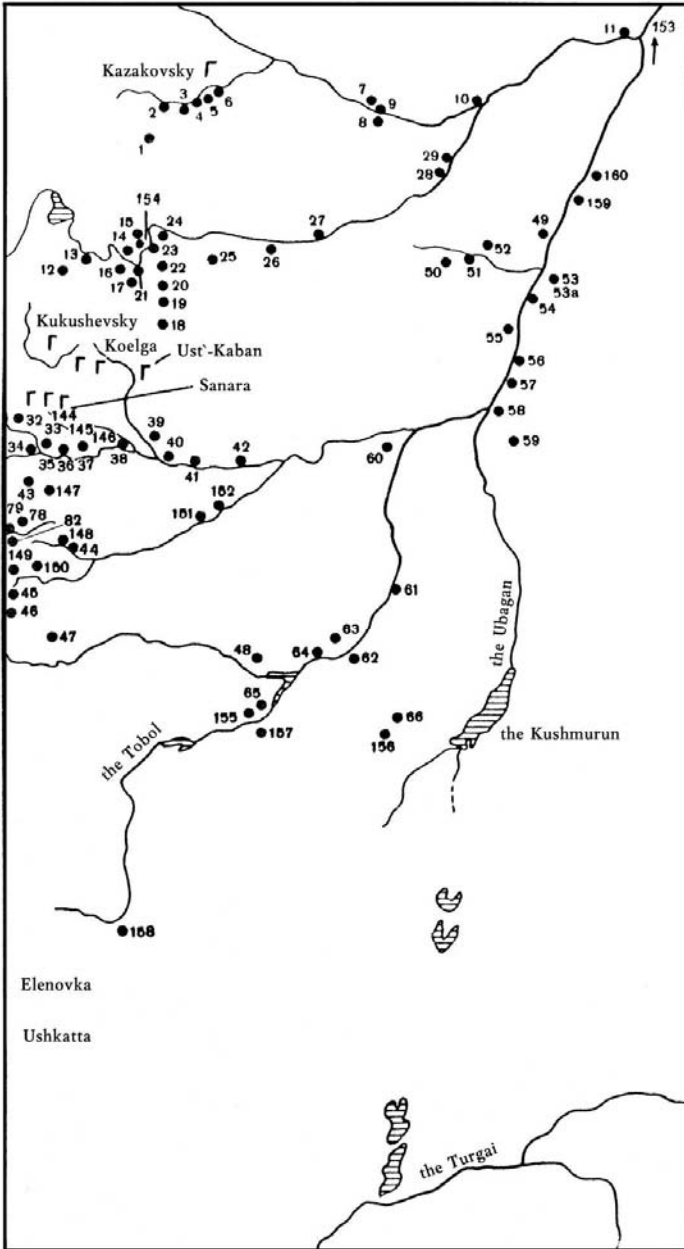 11 153
Kazakovsky
7 9 10
2 3 4 5 6
8
1
29
28
160
154
159
15 24 27 49
14 23 52
12 13 16 22 25 26 50 51
17 21 20 53
19 53a
54
18
Kukushevsky
55
Koelga Ust`-Kaban
56
Sanara
57
144
32 39 58
33 145 146 59
34 40 42 60
35 36 37 38 41
43 147
152
79 78 82 151
148
149 44
150
45 61
46
the Ubagan
47 63
48 64 62
65
155 66
157 156 the Kushmurun
the Tobol
158
Elenovka
Ushkatta
the Turgai